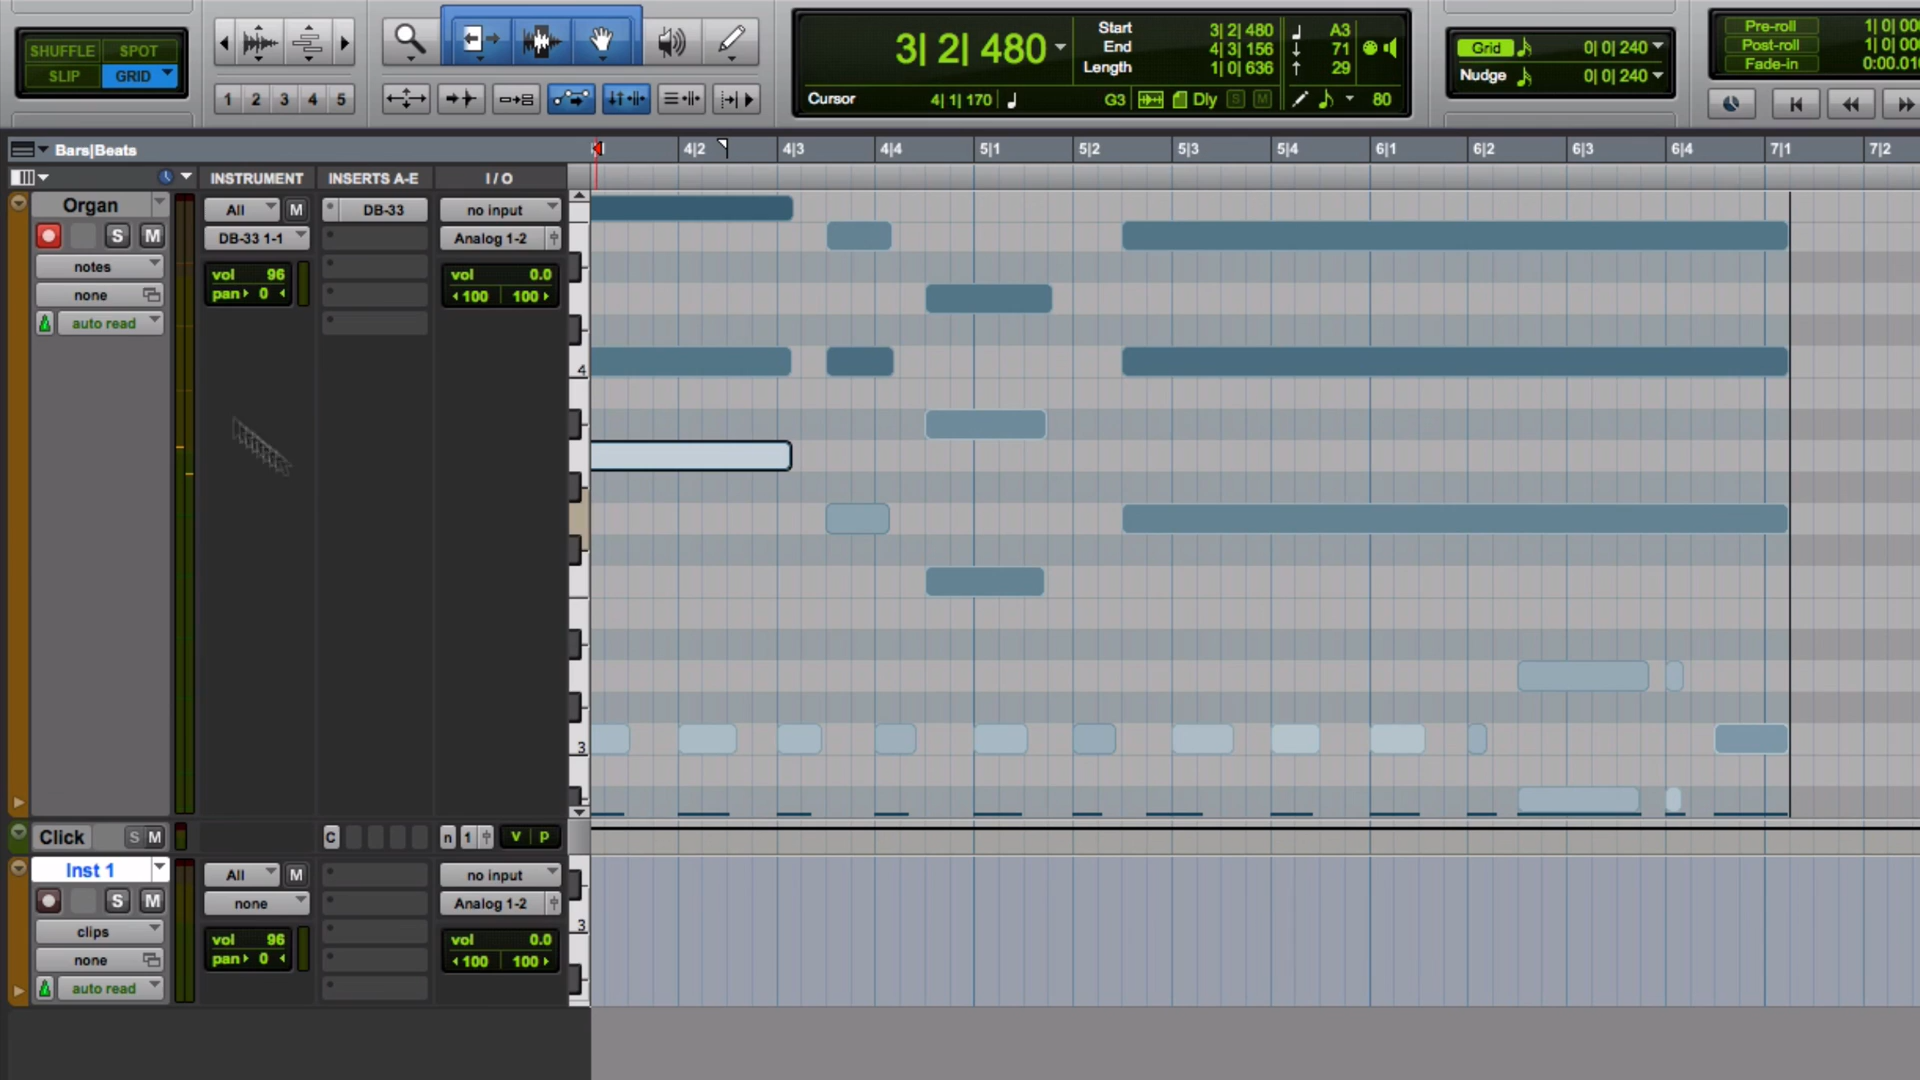 SHUFFLE SPOT
SLIP GRID
1 2 3 4 5
3| 2| 480
Start 3| 2| 480
End 4| 3| 156
Length 1| 0| 636
A3
71
29
Cursor 4| 1| 170 G3 Dly S M 80
Grid 0| 0| 240
Nudge 0| 0| 240
Pre-roll
Post-roll
Fade-in
Bars|Beats 4|2 4|3 4|4 5|1 5|2 5|3 5|4 6|1 6|2 6|3 6|4 7|1 7|2
INSTRUMENT INSERTS A-E I / O
Organ All M DB-33 no input
S M DB-33 1-1 Analog 1-2
notes vol 96 vol 0.0
none pan 0 100 100
auto read
4
3
Click S M C n 1 v p
Inst 1 All M no input
S M none Analog 1-2
3
clips vol 96 vol 0.0
none pan 0 100 100
auto read